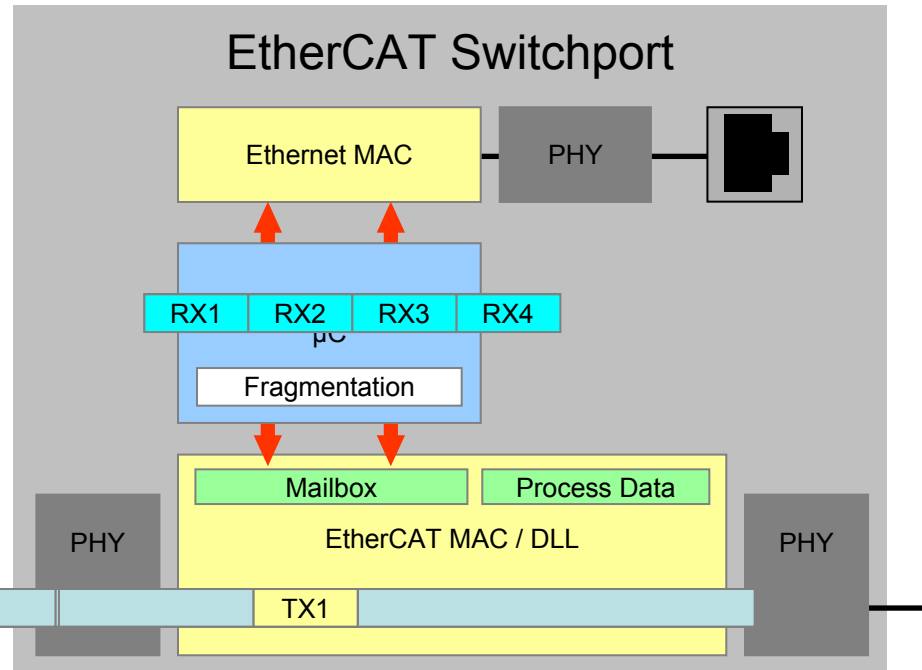 EtherCAT Switchport
Ethernet MAC
PHY
RX1 RX2 RX3 RX4
µC
Fragmentation
Mailbox
Process Data
PHY
EtherCAT MAC / DLL
PHY
TX1